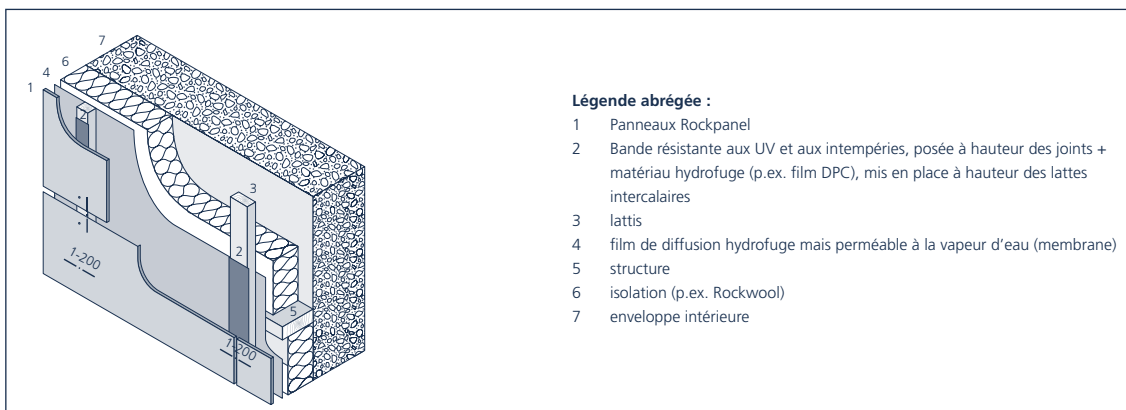 7
6
4
1
2
3
2
1-200
5
1-200
Légende abrégée :
1 Panneaux Rockpanel
2 Bande résistante aux UV et aux intempéries, posée à hauteur des joints +
matériau hydrofuge (p.ex. film DPC), mis en place à hauteur des lattes
intercalaires
3 lattis
4 film de diffusion hydrofuge mais perméable à la vapeur d’eau (membrane)
5 structure
6 isolation (p.ex. Rockwool)
7 enveloppe intérieure